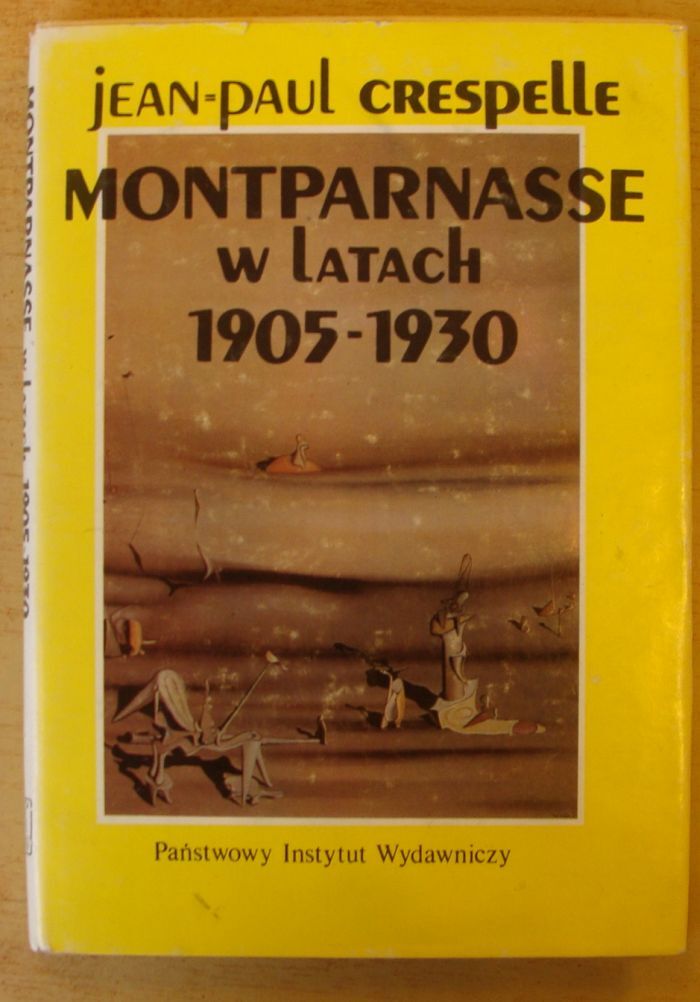 jEAN=pAUl CRESpElle
MONTPARNASSE
w lATACh
1905-1930
Państwowy Instytut Wydawniczy
MONTPARNASSE w latach 1905-1930